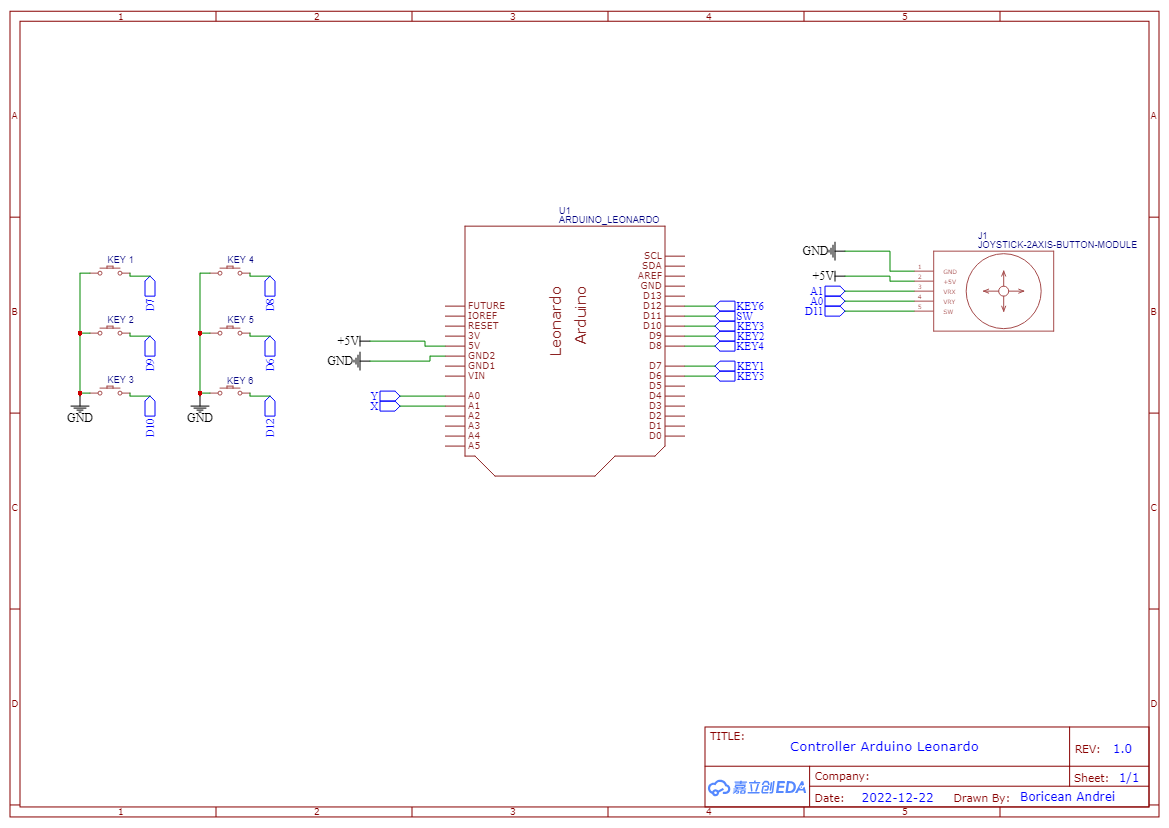 1 2 3 4 5
A A
B B
C C
D D
KEY 1
D7
KEY 2
D9
KEY 3
D10
GND
KEY 4
D8
KEY 5
D6
KEY 6
D12
GND
+5V
GND
Y
X
U1
ARDUINO_LEONARDO
Leonardo
Arduino
FUTURE
IOREF
RESET
3V
5V
GND2
GND1
VIN
A0
A1
A2
A3
A4
A5
SCL
SDA
AREF
GND
D13
D12 KEY6
D11 SW
D10 KEY3
D9 KEY2
D8 KEY4
D7 KEY1
D6 KEY5
D5
D4
D3
D2
D1
D0
J1
JOYSTICK-2AXIS-BUTTON-MODULE
GND 1 GND
+5V 2 +5V
A1 3 VRX
A0 4 VRY
D11 5 SW
TITLE:
Controller Arduino Leonardo
REV: 1.0
嘉立创EDA
Company:
Sheet: 1/1
Date: 2022-12-22 Drawn By: Boricean Andrei
1 2 3 4 5